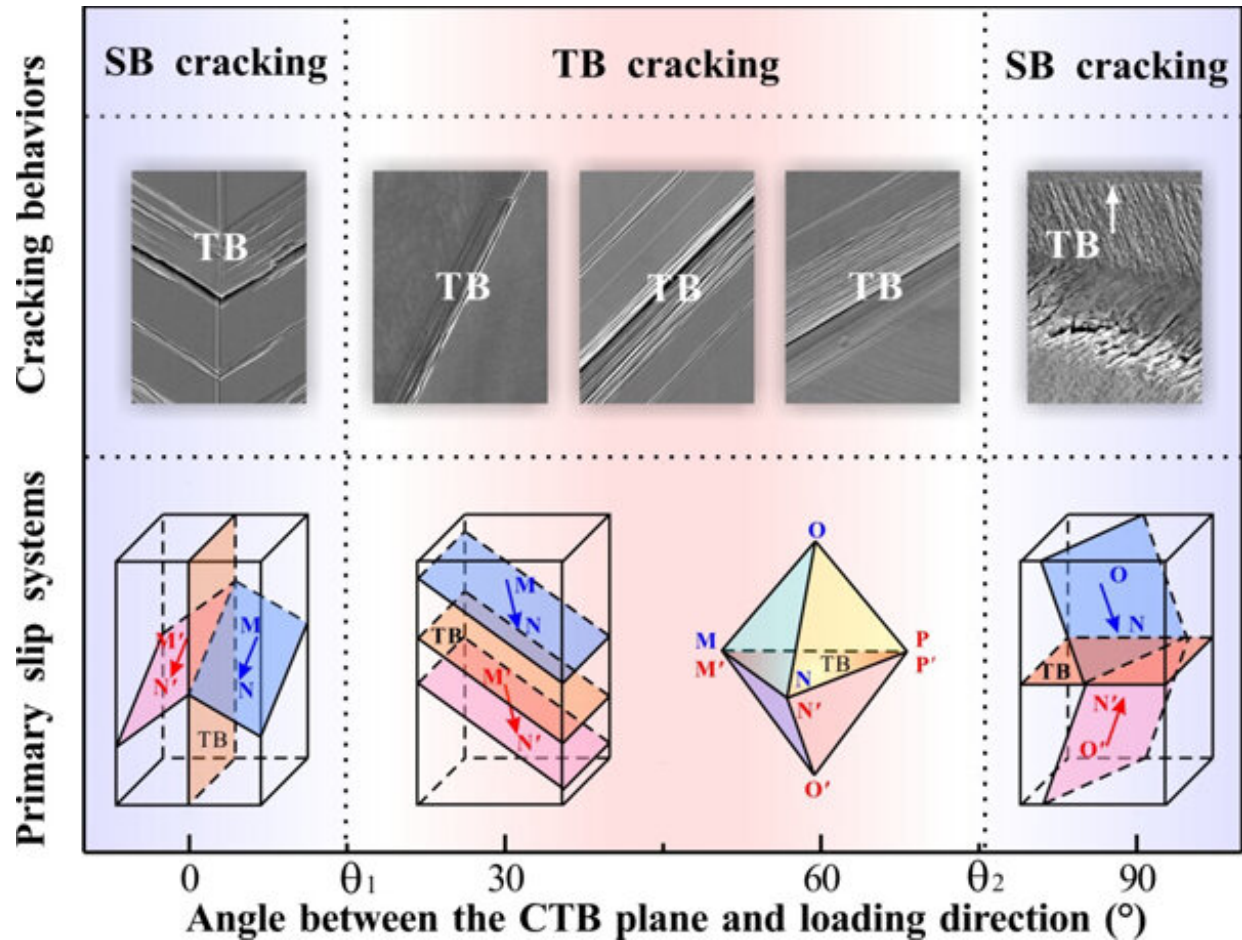 SB cracking
TB cracking
SB cracking
Cracking behaviors
TB
TB
TB
TB
TB
Primary slip systems
M'
N'
M
N
TB
M
N
TB
M'
N'
O
M
M'
P
P'
TB
N
N'
O'
O
N
TB
N'
O'
0
θ1
30
60
θ2
90
Angle between the CTB plane and loading direction (°)